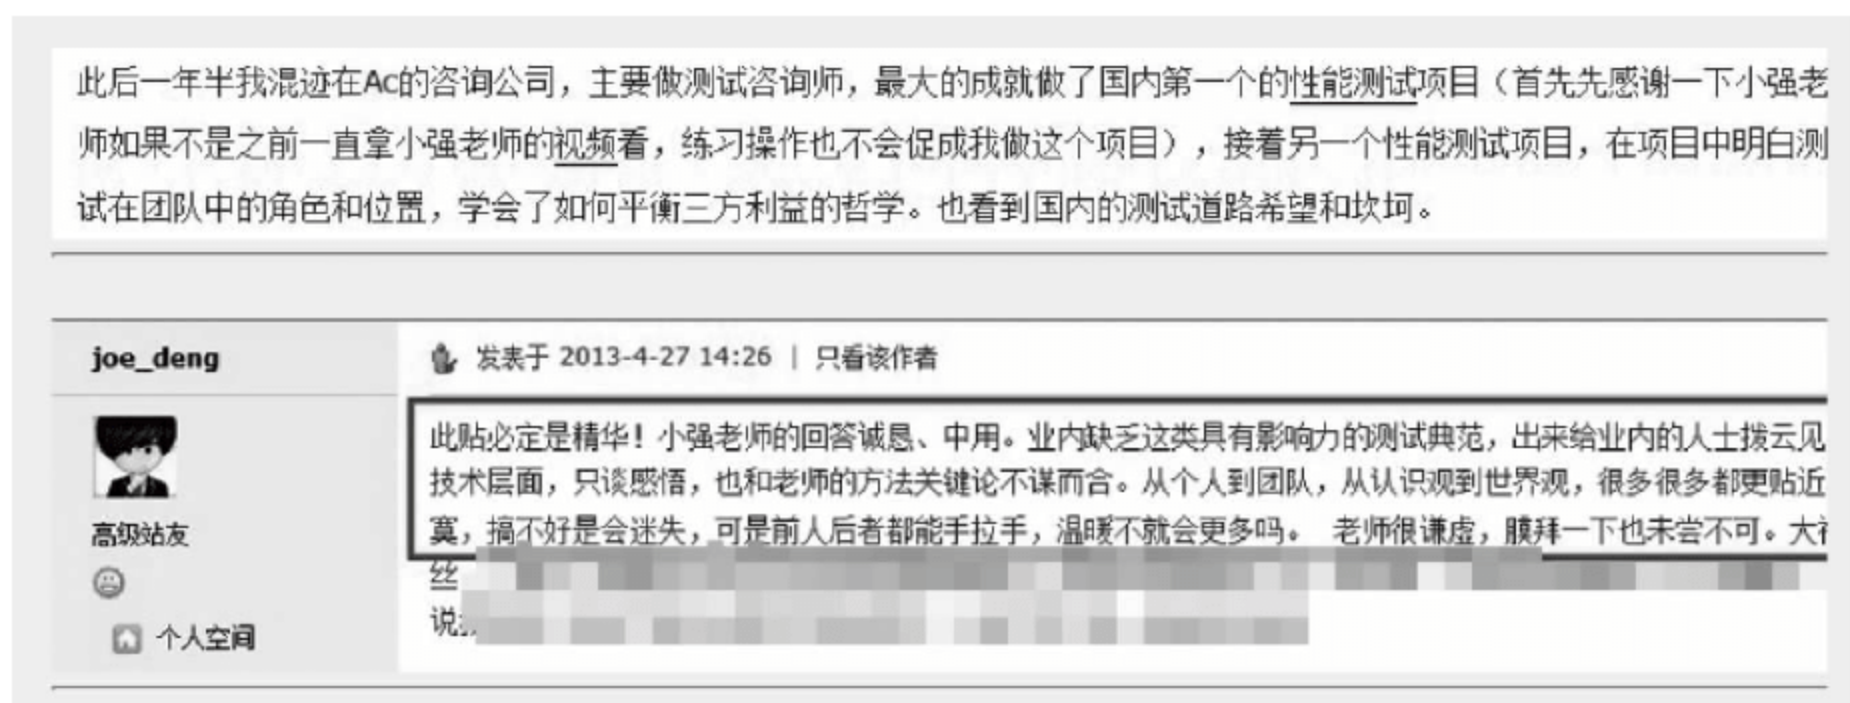 此后一年半我混迹在Ac的咨询公司，主要做测试咨询师，最大的成就做了国内第一个的性能测试项目（首先先感谢一下小强老
师如果不是之前一直拿小强老师的视频看，练习操作也不会促成我做这个项目），接着另一个性能测试项目，在项目中明白测
试在团队中的角色和位置，学会了如何平衡三方利益的哲学。也看到国内的测试道路希望和坎坷。
joe_deng
发表于 2013-4-27 14:26 | 只看该作者
此贴必定是精华！小强老师的回答诚恳、中用。业内缺乏这类具有影响力的测试典范，出来给业内的人士拨云见
技术层面，只谈感悟，也和老师的方法关键论不谋而合。从个人到团队，从认识观到世界观，很多很多都更贴近
寞，搞不好是会迷失，可是前人后者都能手拉手，温暖不就会更多吗。 老师很谦虚，膜拜一下也未尝不可。大
高级站友
丝
说
个人空间